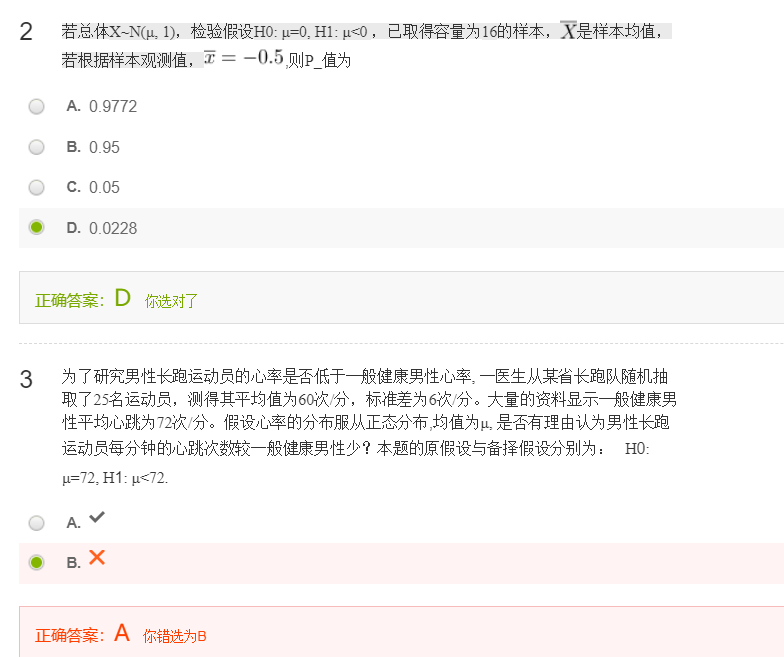 2 若总体X~N(μ, 1)，检验假设H0: μ=0, H1: μ<0 ，已取得容量为16的样本，X̅是样本均值，
若根据样本观测值，x̅ = −0.5,则P_值为
A. 0.9772
B. 0.95
C. 0.05
D. 0.0228
正确答案：D 你选对了
3 为了研究男性长跑运动员的心率是否低于一般健康男性心率, 一医生从某省长跑队随机抽
取了25名运动员，测得其平均值为60次/分，标准差为6次/分。大量的资料显示一般健康男
性平均心跳为72次/分。假设心率的分布服从正态分布,均值为μ, 是否有理由认为男性长跑
运动员每分钟的心跳次数较一般健康男性少？本题的原假设与备择假设分别为： H0:
μ=72, H1: μ<72.
A. ✔
B. ✕
正确答案：A 你错选为B